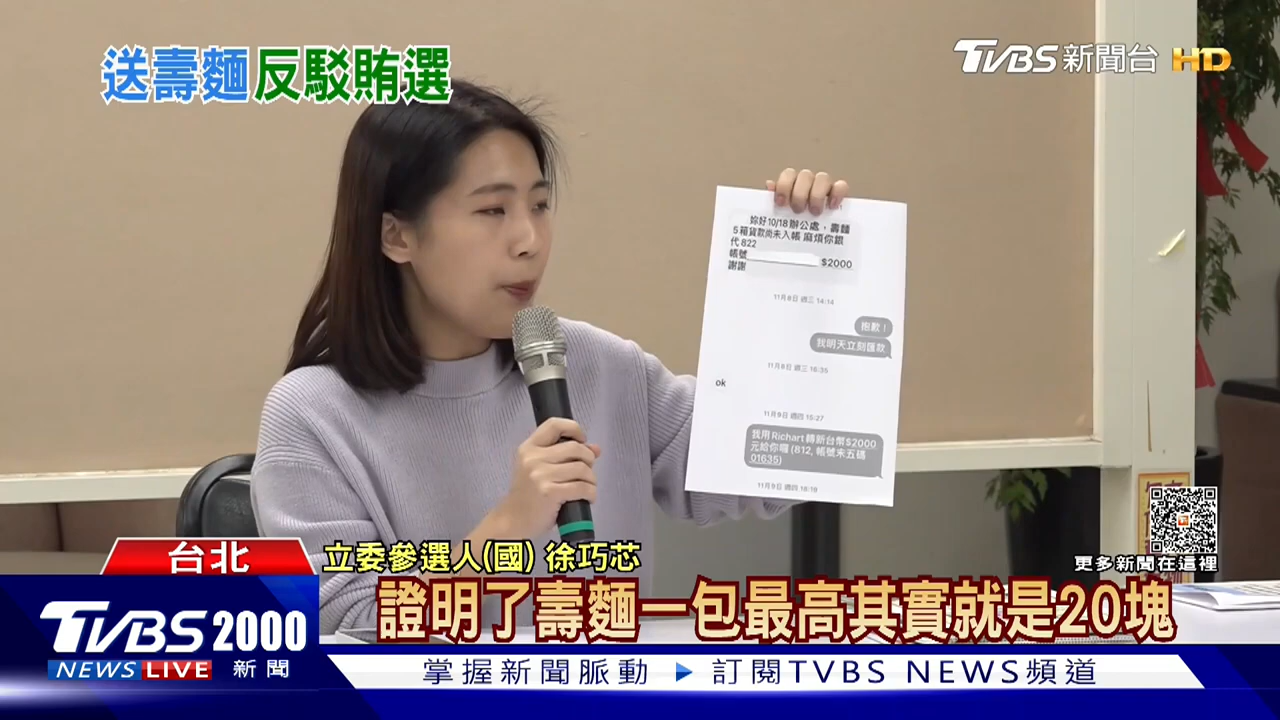 送壽麵反駁賄選
TVBS新聞台 HD
妳好10/18辦公處，壽麵
5箱貨款尚未入帳 麻煩你銀
代822
帳號 $2000
謝謝
11月8日 週三 14:14
抱歉！
我明天立刻匯款
11月8日 週三 16:35
ok
11月9日 週四 15:27
我用Richart轉新台幣$2000
元給你囉 (812, 帳號末五碼
01635)
11月9日 週四 16:19
更多新聞在這裡
台北
立委參選人(國) 徐巧芯
證明了壽麵一包最高其實就是20塊
TVBS 2000
NEWS LIVE 新聞
掌握新聞脈動 ▶ 訂閱TVBS NEWS頻道